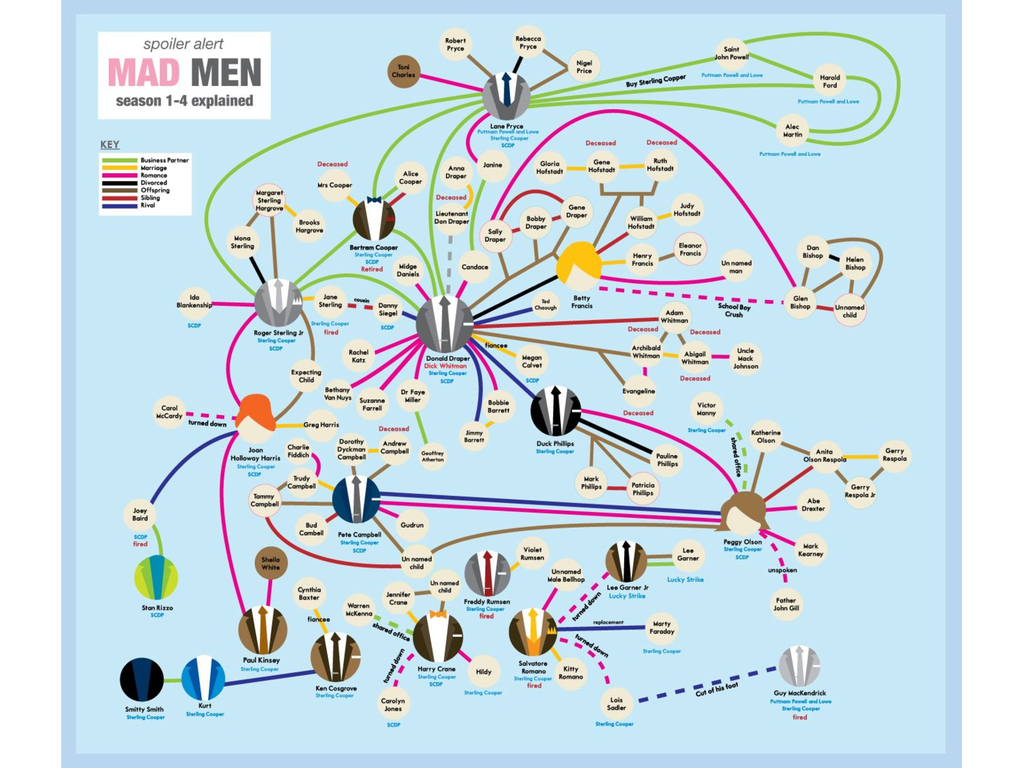 spoiler alert
MAD MEN
season 1-4 explained
KEY
Business Partner
Marriage
Romance
Divorced
Offspring
Sibling
Rival
Robert
Pryce
Rebecca
Pryce
Nigel
Price
Toni
Charles
Lane Pryce
Puttnam Powell and Lowe
Sterling Cooper
SCDP
Buy Sterling Copper
Saint
John Powell
Puttnam Powell and Lowe
Harold
Ford
Puttnam Powell and Lowe
Alec
Martin
Puttnam Powell and Lowe
Deceased
Mrs Cooper
Alice
Cooper
Bertram Cooper
Sterling Cooper
SCDP
Retired
Anna
Draper
Deceased
Lieutenant
Don Draper
Janine
Gloria
Hofstadt
Deceased
Gene
Hofstadt
Deceased
Ruth
Hofstadt
Margaret
Sterling
Hargrove
Brooks
Hargrove
Mona
Sterling
Sally
Draper
Bobby
Draper
Gene
Draper
William
Hofstadt
Judy
Hofstadt
Henry
Francis
Eleanor
Francis
Un named
man
Betty
Francis
School Boy
Crush
Dan
Bishop
Helen
Bishop
Glen
Bishop
Unnamed
child
Midge
Daniels
Candace
Ida
Blankenship
SCDP
Roger Sterling Jr
Sterling Cooper
SCDP
Jane
Sterling
Sterling Cooper
fired
cousin
Danny
Siegel
SCDP
Donald Draper
Dick Whitman
Sterling Cooper
SCDP
Ted
Chaough
fiancee
Megan
Calvet
SCDP
Adam
Whitman
Deceased
Deceased
Archibald
Whitman
Abigail
Whitman
Deceased
Uncle
Mack
Johnson
Evangeline
Deceased
Rachel
Katz
Bethany
Van Nuys
Suzanne
Farrell
Dr Faye
Miller
Geoffrey
Atherton
Bobbie
Barrett
Jimmy
Barrett
Expecting
Child
Carol
McCardy
turned down
Joan
Holloway Harris
Sterling Cooper
SCDP
Greg Harris
Duck Phillips
Sterling Cooper
Pauline
Phillips
Mark
Phillips
Patricia
Phillips
Victor
Manny
Sterling Cooper
shared office
Katherine
Olson
Anita
Olson Respola
Gerry
Respola
Gerry
Respola Jr
Abe
Drexter
Mark
Kearney
Peggy Olson
Sterling Cooper
SCDP
unspoken
Father
John Gill
Charlie
Fiddich
Dorothy
Dyckman
Campbell
Deceased
Andrew
Campbell
Trudy
Campbell
Tammy
Campbell
Bud
Cambell
Pete Campbell
Sterling Cooper
SCDP
Gudrun
Un named
child
Joey
Baird
SCDP
fired
Stan Rizzo
SCDP
Sheila
White
Paul Kinsey
Sterling Cooper
Cynthia
Baxter
fiancee
Ken Cosgrove
Sterling Cooper
Smitty Smith
Sterling Cooper
Kurt
Sterling Cooper
Warren
McKenna
shared office
Jennifer
Crane
Un named
child
Harry Crane
Sterling Cooper
SCDP
turned down
Carolyn
Jones
SCDP
Hildy
Sterling Cooper
Freddy Rumsen
Sterling Cooper
fired
Violet
Rumsen
Unnamed
Male Bellhop
turned down
Lee Garner Jr
Lucky Strike
Lee
Garner
Lucky Strike
Salvatore
Romano
Sterling Cooper
fired
replacement
Marty
Faraday
Sterling Cooper
turned down
Kitty
Romano
Lois
Sadler
Sterling Cooper
Cut of his foot
Guy MacKendrick
Puttnam Powell and Lowe
Sterling Cooper
fired